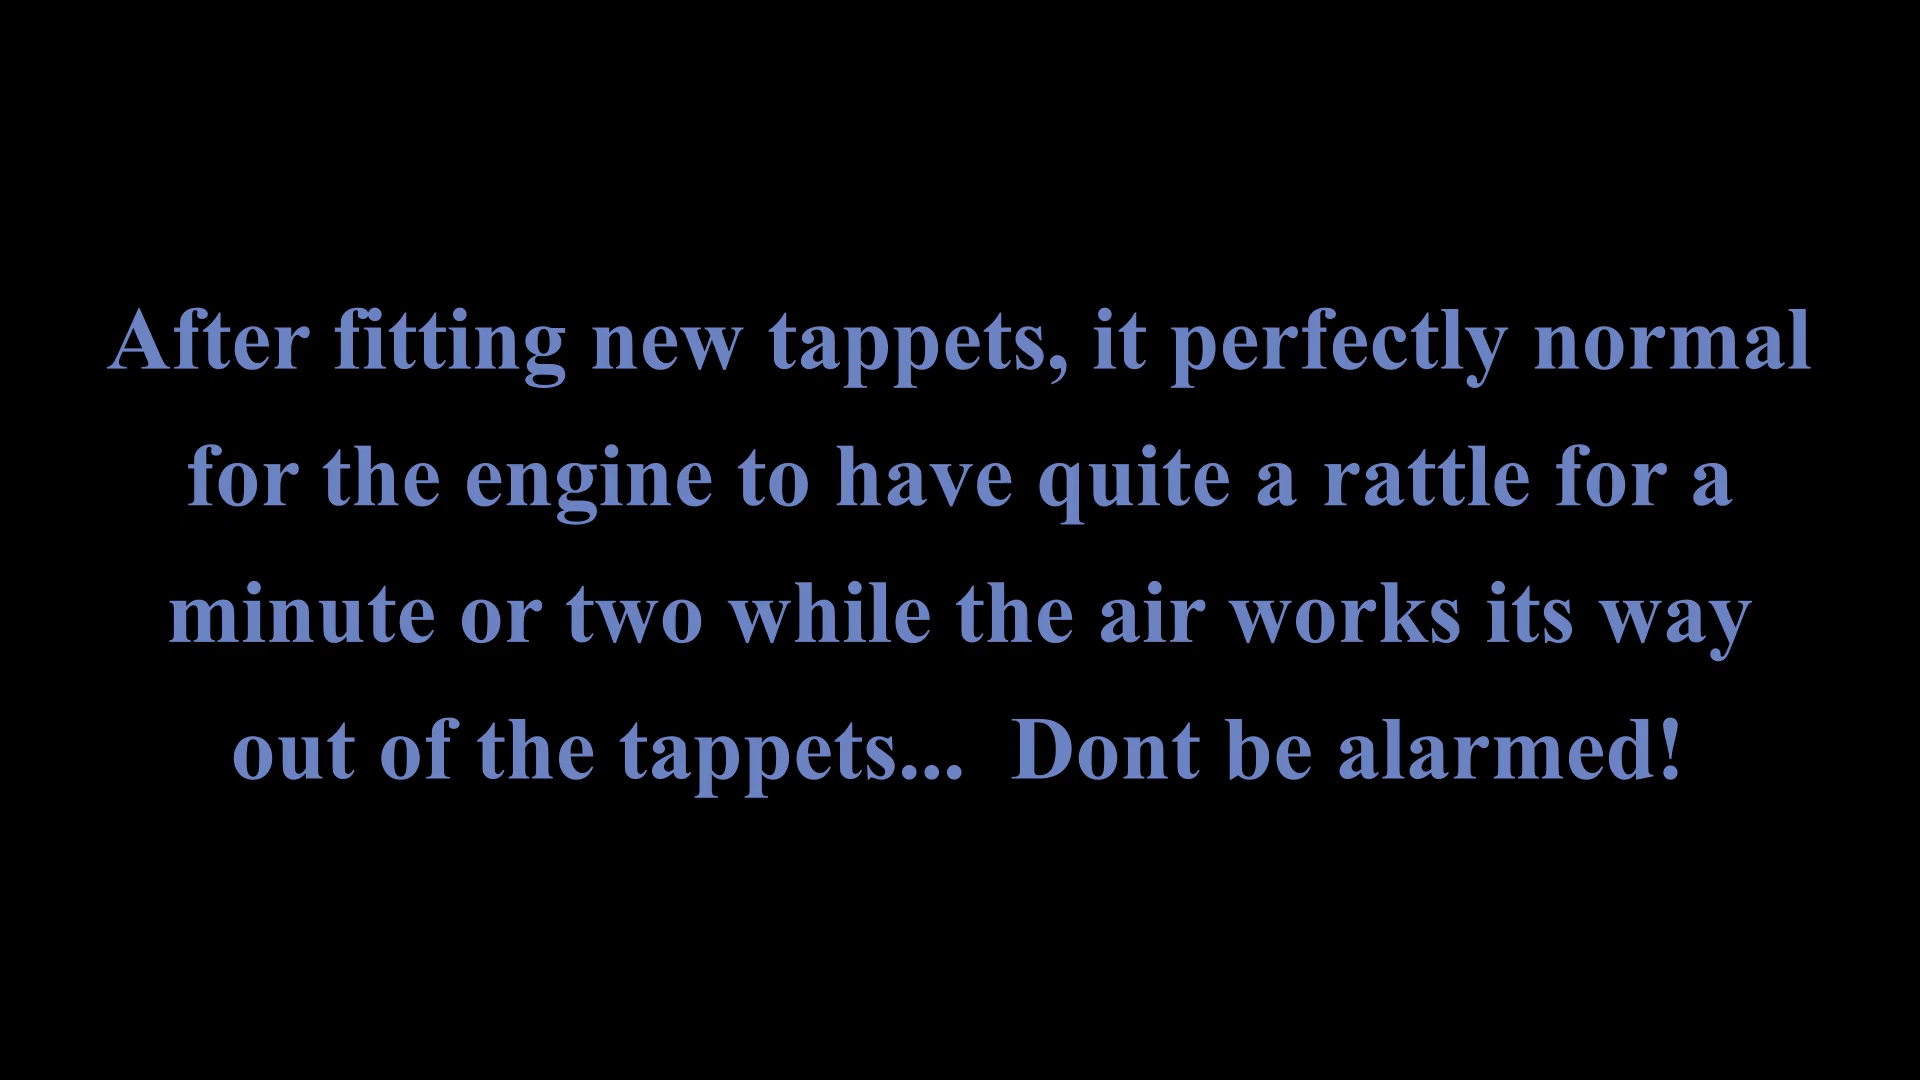 After fitting new tappets, it perfectly normal
for the engine to have quite a rattle for a
minute or two while the air works its way
out of the tappets...  Dont be alarmed!